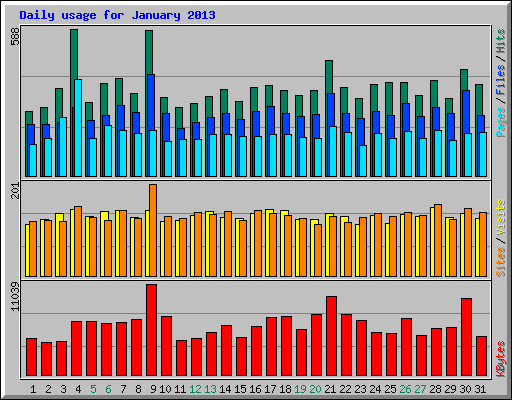 Daily usage for January 2013
588
Pages / Files / Hits
201
Sites / Visits
11039
KBytes
1 2 3 4 5 6 7 8 9 10 11 12 13 14 15 16 17 18 19 20 21 22 23 24 25 26 27 28 29 30 31